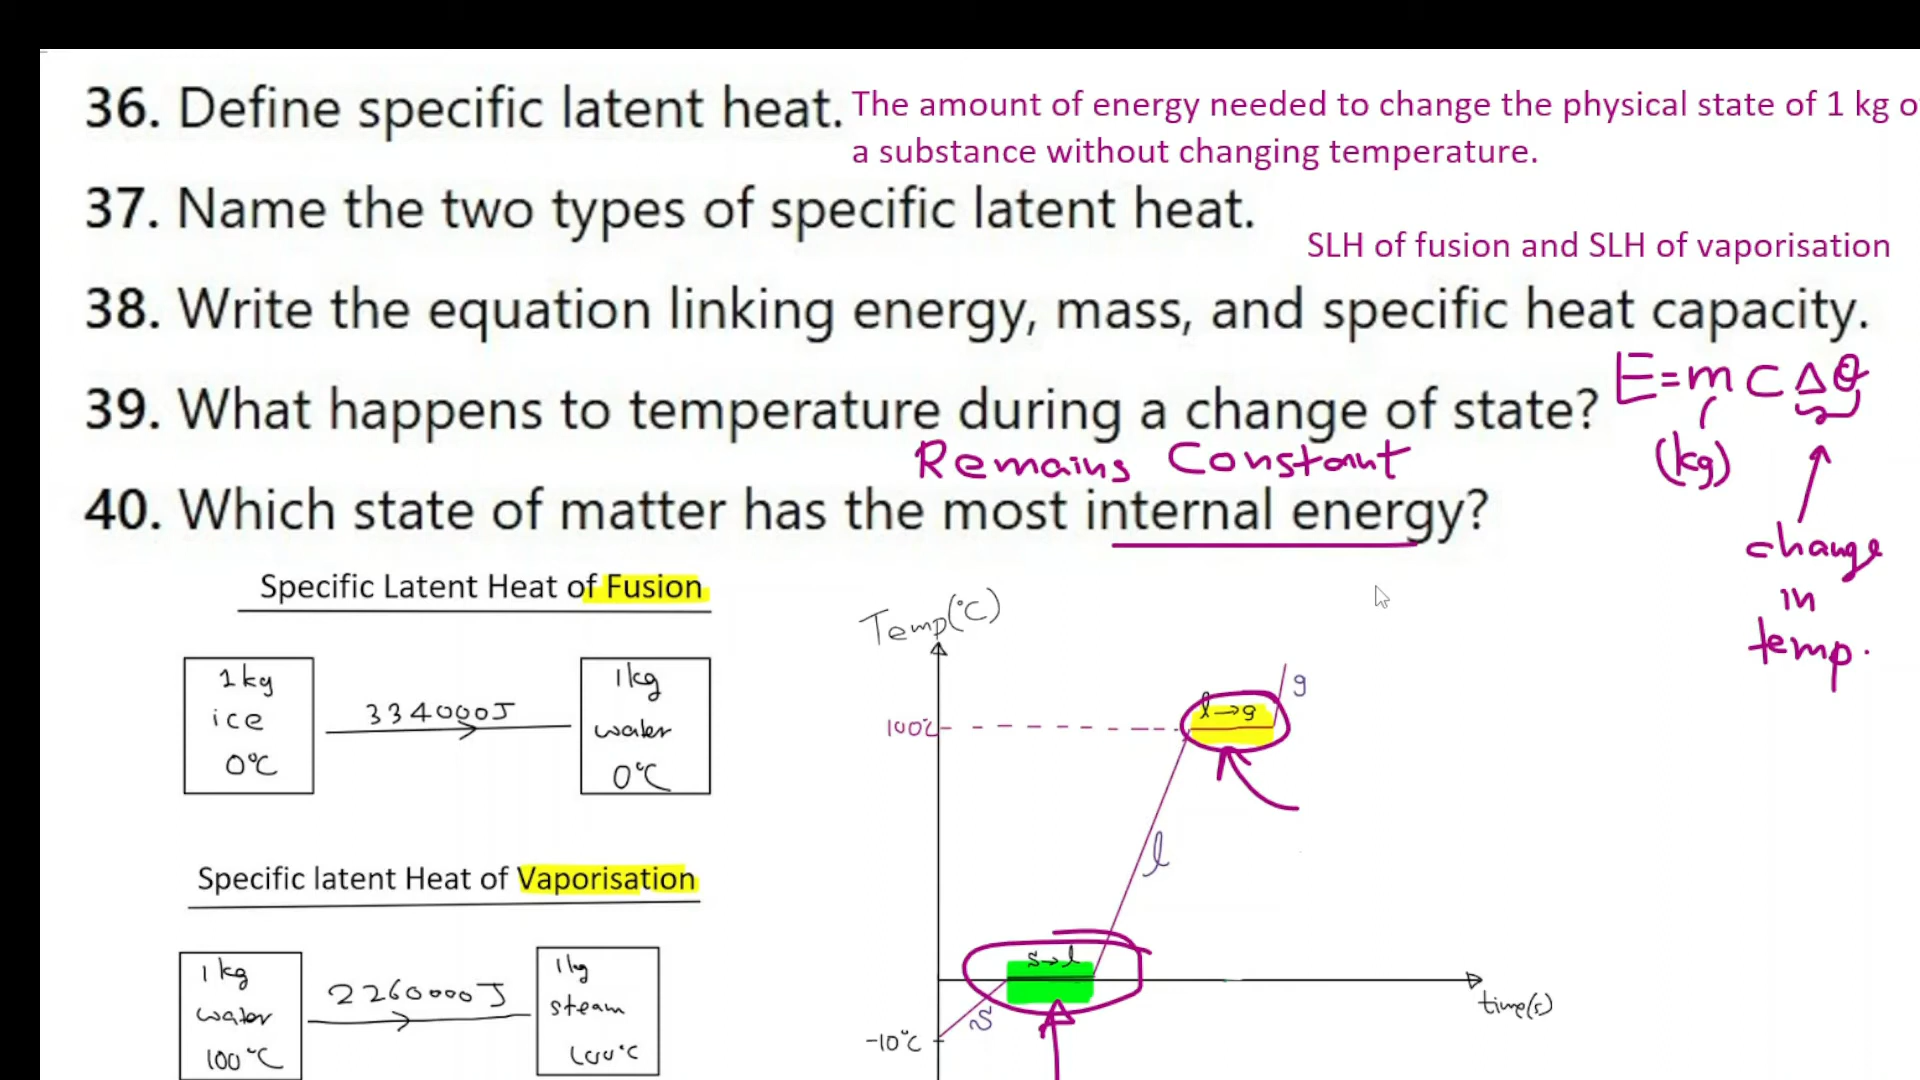 36. Define specific latent heat. The amount of energy needed to change the physical state of 1 kg
a substance without changing temperature.
37. Name the two types of specific latent heat.
SLH of fusion and SLH of vaporisation
38. Write the equation linking energy, mass, and specific heat capacity.
E=mcΔθ
39. What happens to temperature during a change of state?
Remains Constant
(kg)
40. Which state of matter has the most internal energy?
change
in
temp.
Specific Latent Heat of Fusion
1kg
ice
0°C
334000J
1kg
water
0°C
Specific latent Heat of Vaporisation
1kg
water
100°C
2260000J
1kg
steam
100°C
Temp(°C)
g
l→g
100°C
l
s→l
time(s)
s
-10°C